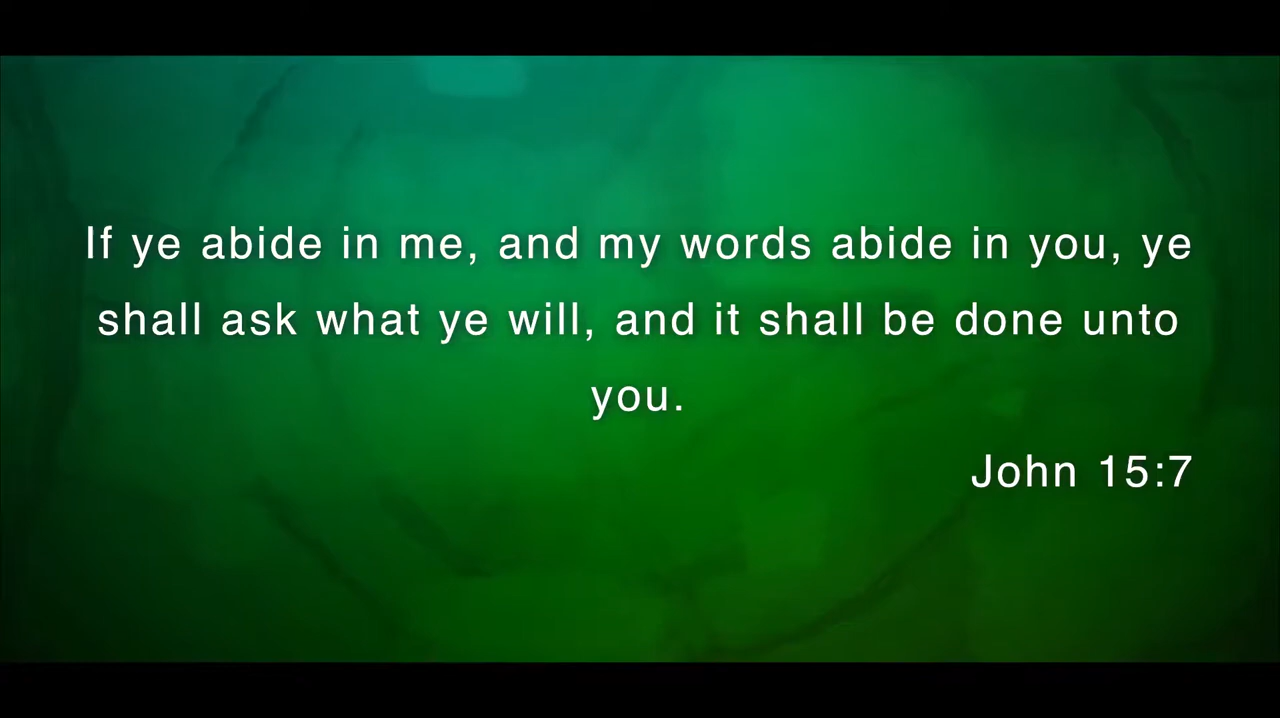 If ye abide in me, and my words abide in you, ye
shall ask what ye will, and it shall be done unto
you.
John 15:7